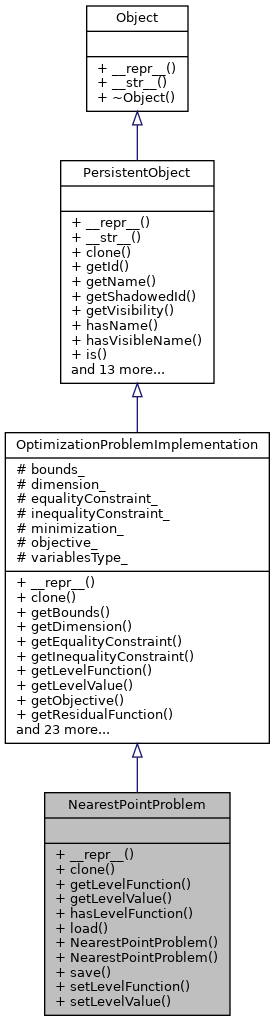 Object
+ __repr__()
+ __str__()
+ ~Object()
PersistentObject
+ __repr__()
+ __str__()
+ clone()
+ getId()
+ getName()
+ getShadowedId()
+ getVisibility()
+ hasName()
+ hasVisibleName()
+ is()
and 13 more...
OptimizationProblemImplementation
# bounds_
# dimension_
# equalityConstraint_
# inequalityConstraint_
# minimization_
# objective_
# variablesType_
+ __repr__()
+ clone()
+ getBounds()
+ getDimension()
+ getEqualityConstraint()
+ getInequalityConstraint()
+ getLevelFunction()
+ getLevelValue()
+ getObjective()
+ getResidualFunction()
and 23 more...
NearestPointProblem
+ __repr__()
+ clone()
+ getLevelFunction()
+ getLevelValue()
+ hasLevelFunction()
+ load()
+ NearestPointProblem()
+ NearestPointProblem()
+ save()
+ setLevelFunction()
+ setLevelValue()